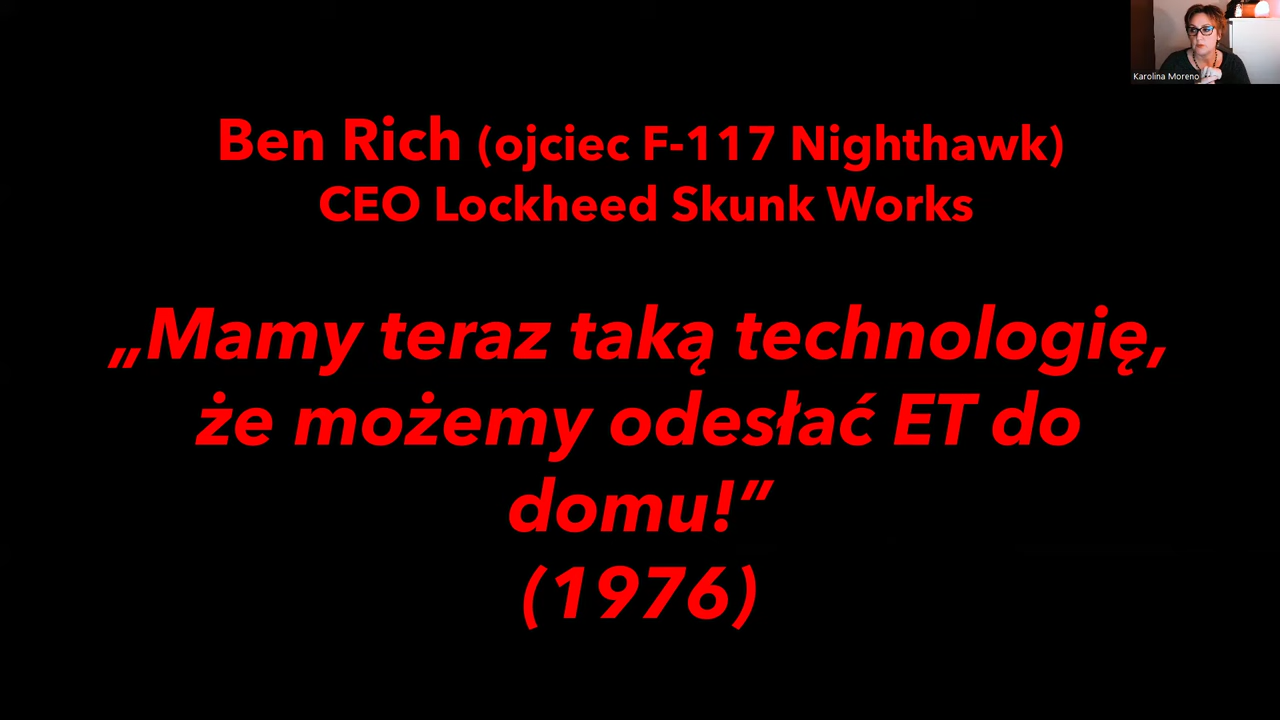 Karolina Moreno
Ben Rich (ojciec F-117 Nighthawk)
CEO Lockheed Skunk Works
„Mamy teraz taką technologię,
że możemy odesłać ET do
domu!”
(1976)